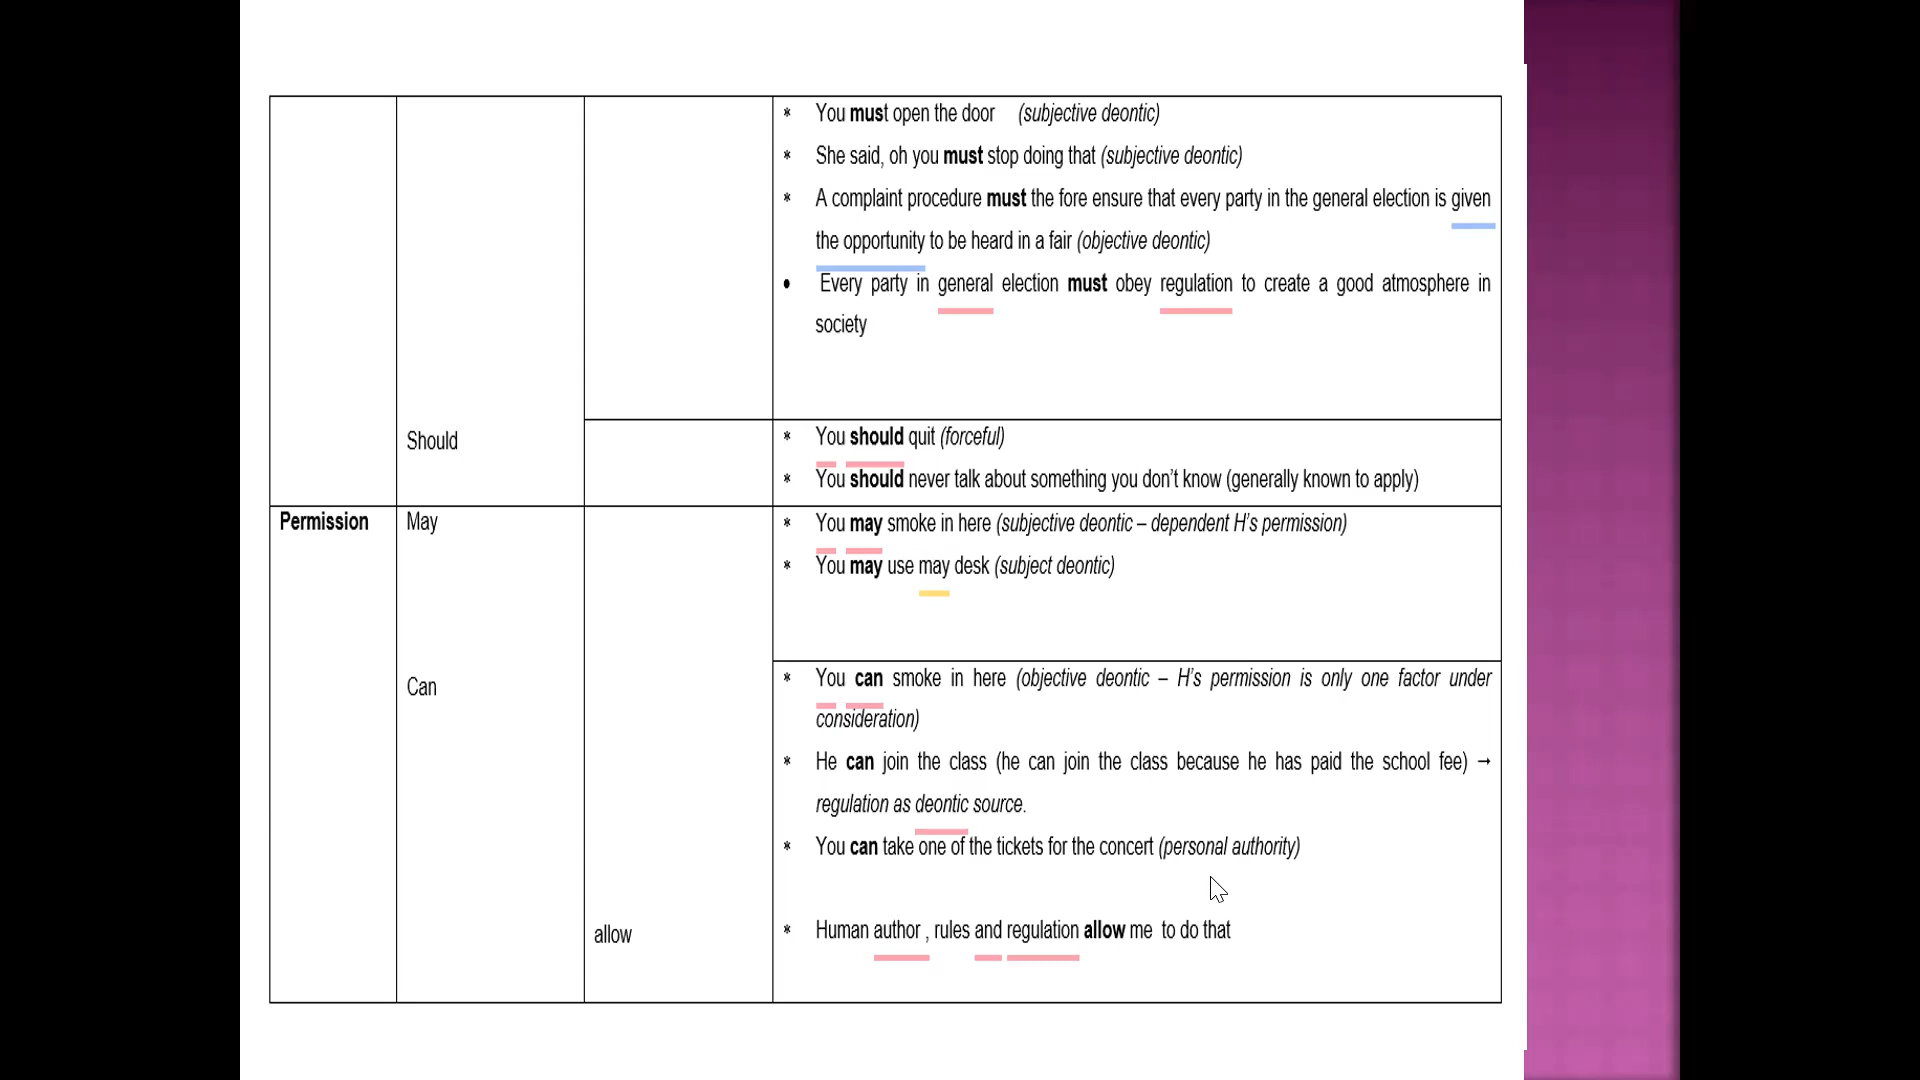 * You must open the door (subjective deontic)
* She said, oh you must stop doing that (subjective deontic)
* A complaint procedure must the fore ensure that every party in the general election is given
the opportunity to be heard in a fair (objective deontic)
• Every party in general election must obey regulation to create a good atmosphere in
society
Should
* You should quit (forceful)
* You should never talk about something you don’t know (generally known to apply)
Permission
May
* You may smoke in here (subjective deontic – dependent H’s permission)
* You may use may desk (subject deontic)
Can
* You can smoke in here (objective deontic – H’s permission is only one factor under
consideration)
* He can join the class (he can join the class because he has paid the school fee) →
regulation as deontic source.
* You can take one of the tickets for the concert (personal authority)
allow
* Human author , rules and regulation allow me to do that